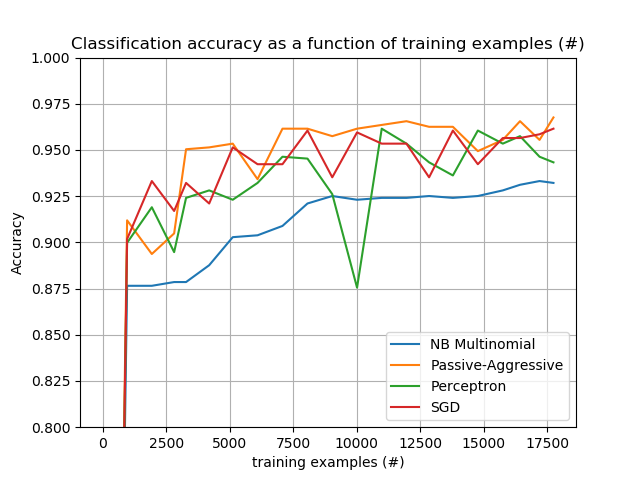 Classification accuracy as a function of training examples (#)
1.000
0.975
0.950
0.925
0.900
0.875
0.850
0.825
0.800
Accuracy
NB Multinomial
Passive-Aggressive
Perceptron
SGD
0 2500 5000 7500 10000 12500 15000 17500
training examples (#)